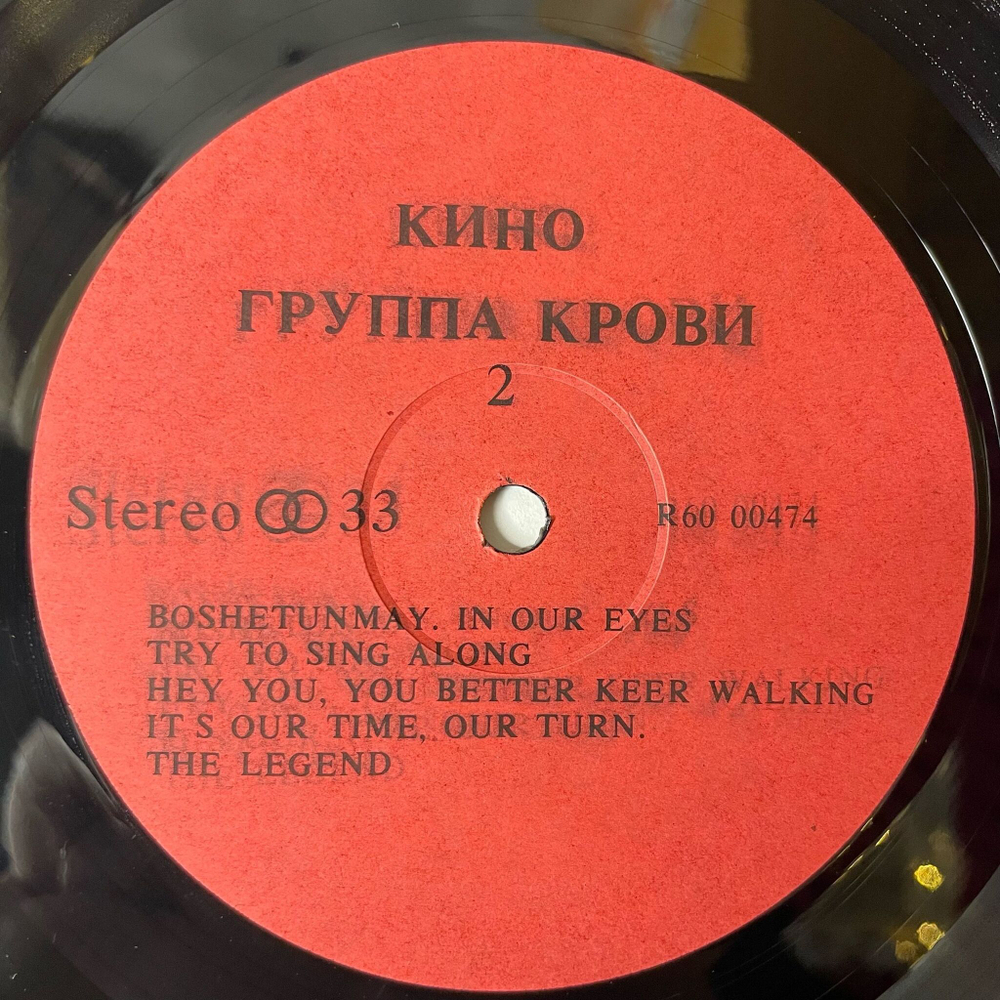 КИНО
ГРУППА КРОВИ
2
Stereo 33 R60 00474
BOSHETUNMAY. IN OUR EYES
TRY TO SING ALONG
HEY YOU, YOU BETTER KEER WALKING
IT S OUR TIME, OUR TURN.
THE LEGEND